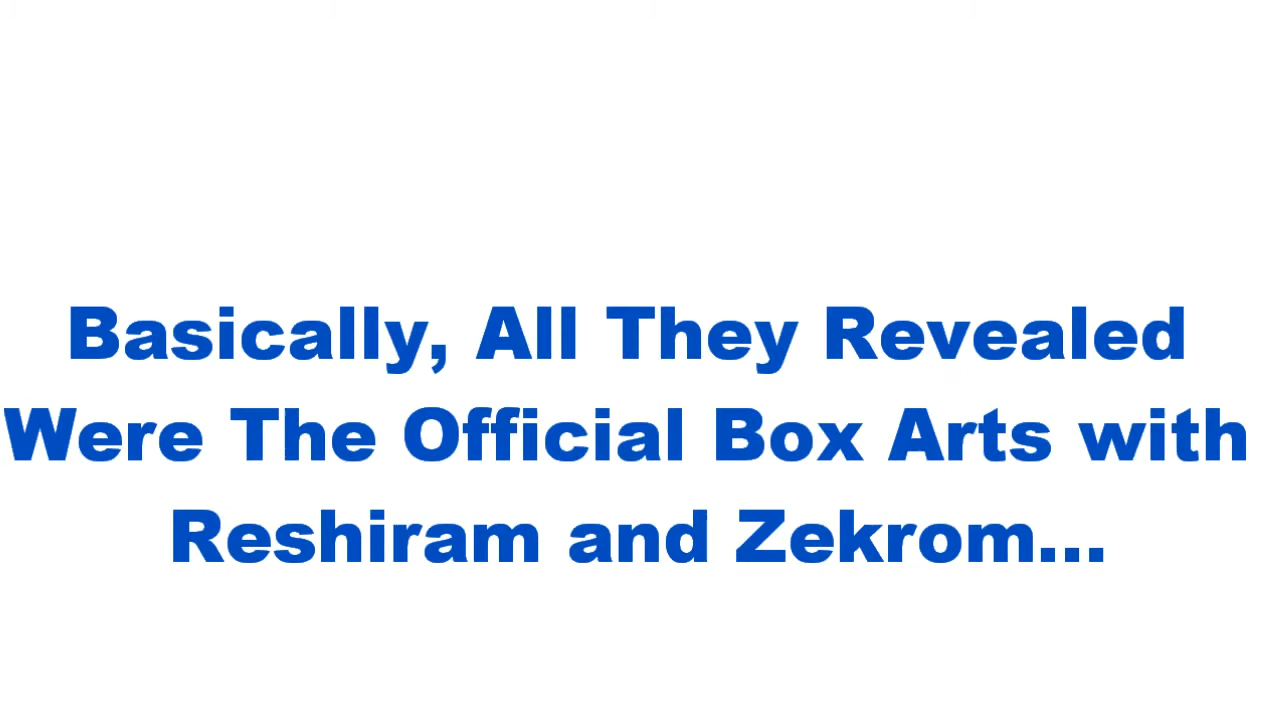 Basically, All They Revealed
Were The Official Box Arts with
Reshiram and Zekrom...